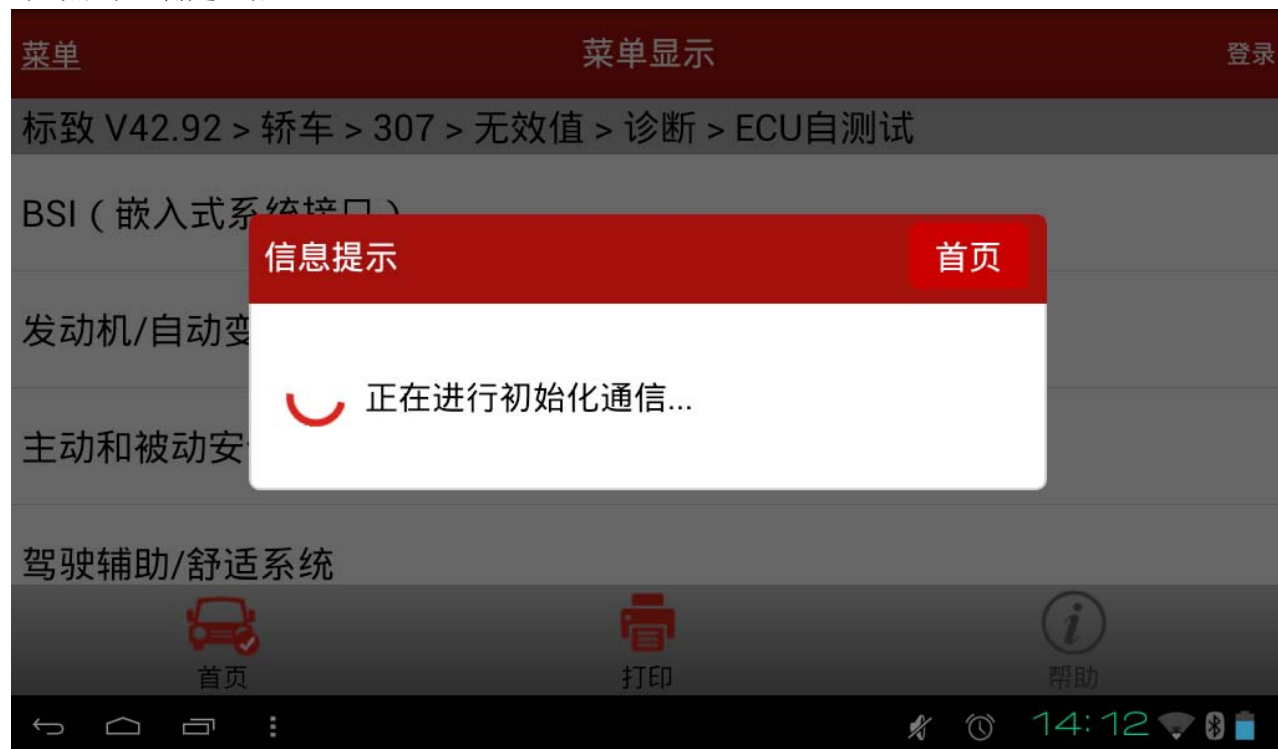 菜单 菜单显示 登录
标致 V42.92 > 轿车 > 307 > 无效值 > 诊断 > ECU自测试
BSI（嵌入式系统接口）
信息提示 首页
发动机/自动变
正在进行初始化通信...
主动和被动安
驾驶辅助/舒适系统
首页 打印 帮助
14:12